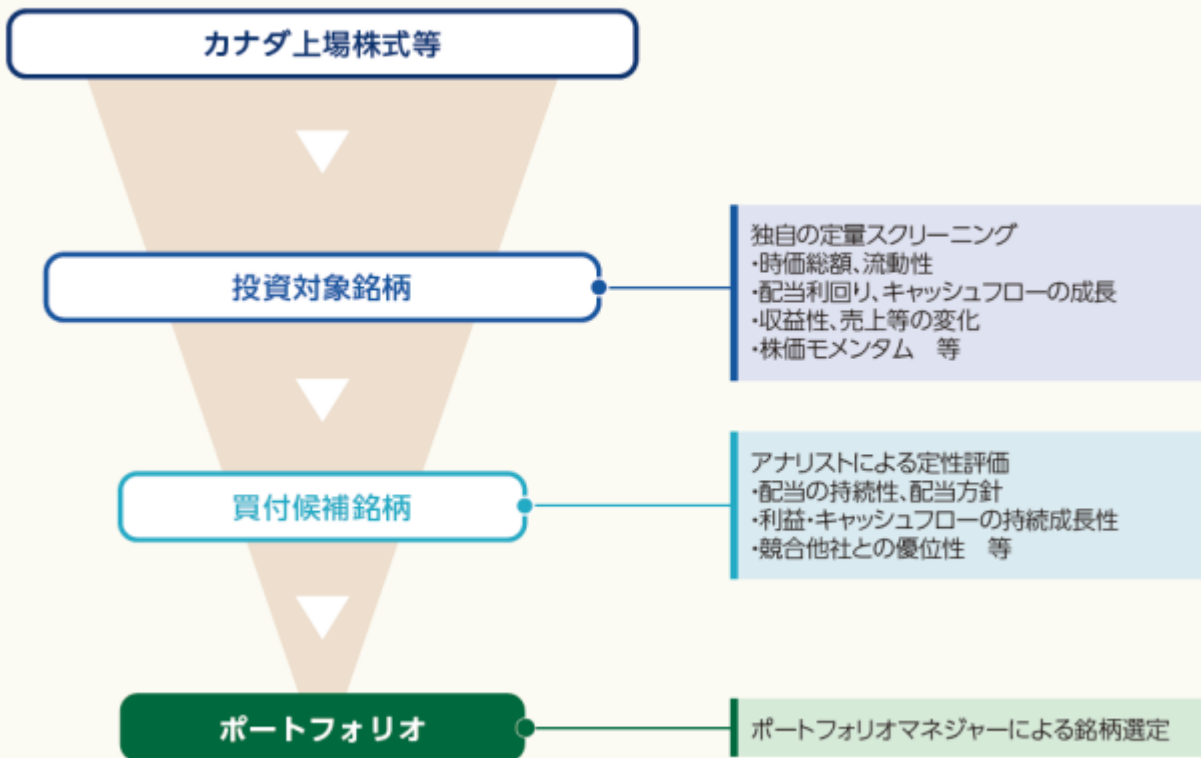 カナダ上場株式等
投資対象銘柄
独自の定量スクリーニング
・時価総額、流動性
・配当利回り、キャッシュフローの成長
・収益性、売上等の変化
・株価モメンタム　等
買付候補銘柄
アナリストによる定性評価
・配当の持続性、配当方針
・利益・キャッシュフローの持続成長性
・競合他社との優位性　等
ポートフォリオ
ポートフォリオマネジャーによる銘柄選定